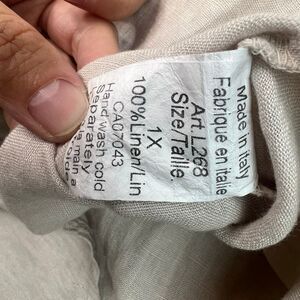 Made in italy
Fabriqué en italie
Art. L268
Size/Taille.
1X
100%Linen/Lin
CA07043
Hand wash cold
separately
main a